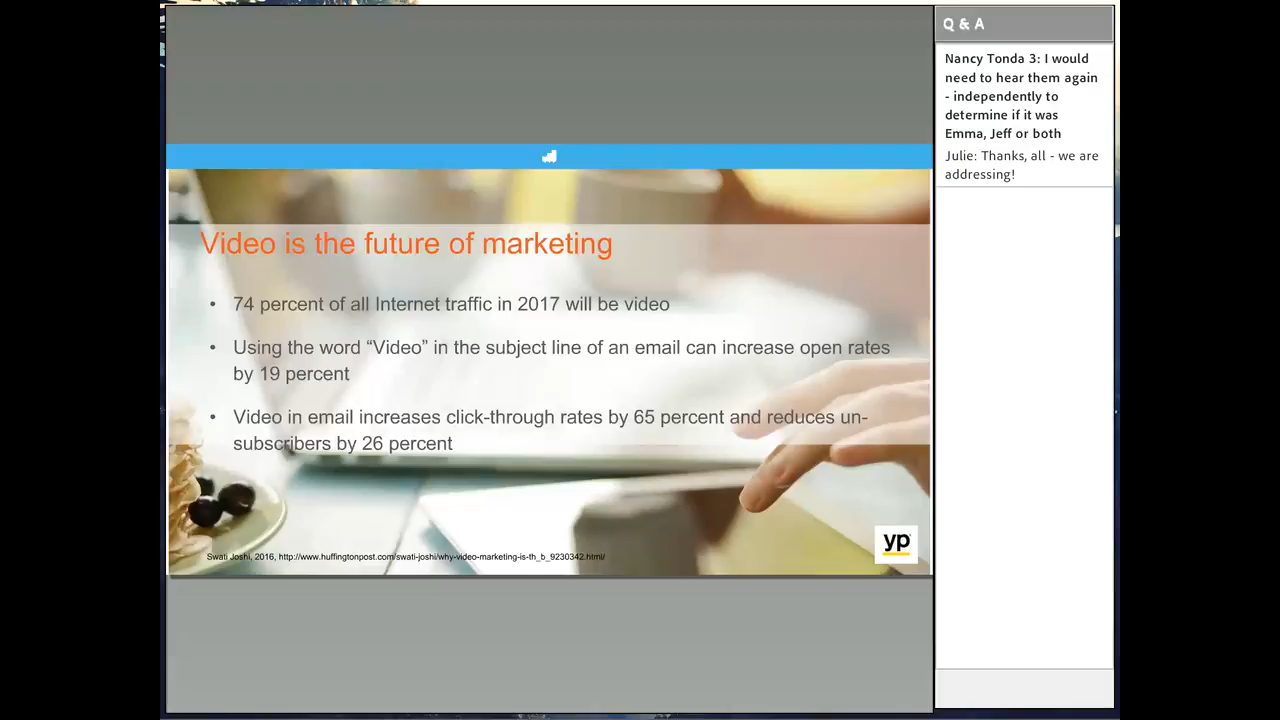 Q & A
Nancy Tonda 3: I would
need to hear them again
- independently to
determine if it was
Emma, Jeff or both
Julie: Thanks, all - we are
addressing!
Video is the future of marketing
• 74 percent of all Internet traffic in 2017 will be video
• Using the word “Video” in the subject line of an email can increase open rates
by 19 percent
• Video in email increases click-through rates by 65 percent and reduces un-
subscribers by 26 percent
Swati Joshi, 2016, http://www.huffingtonpost.com/swati-joshi/why-video-marketing-is-th_b_9230342.html/
yp